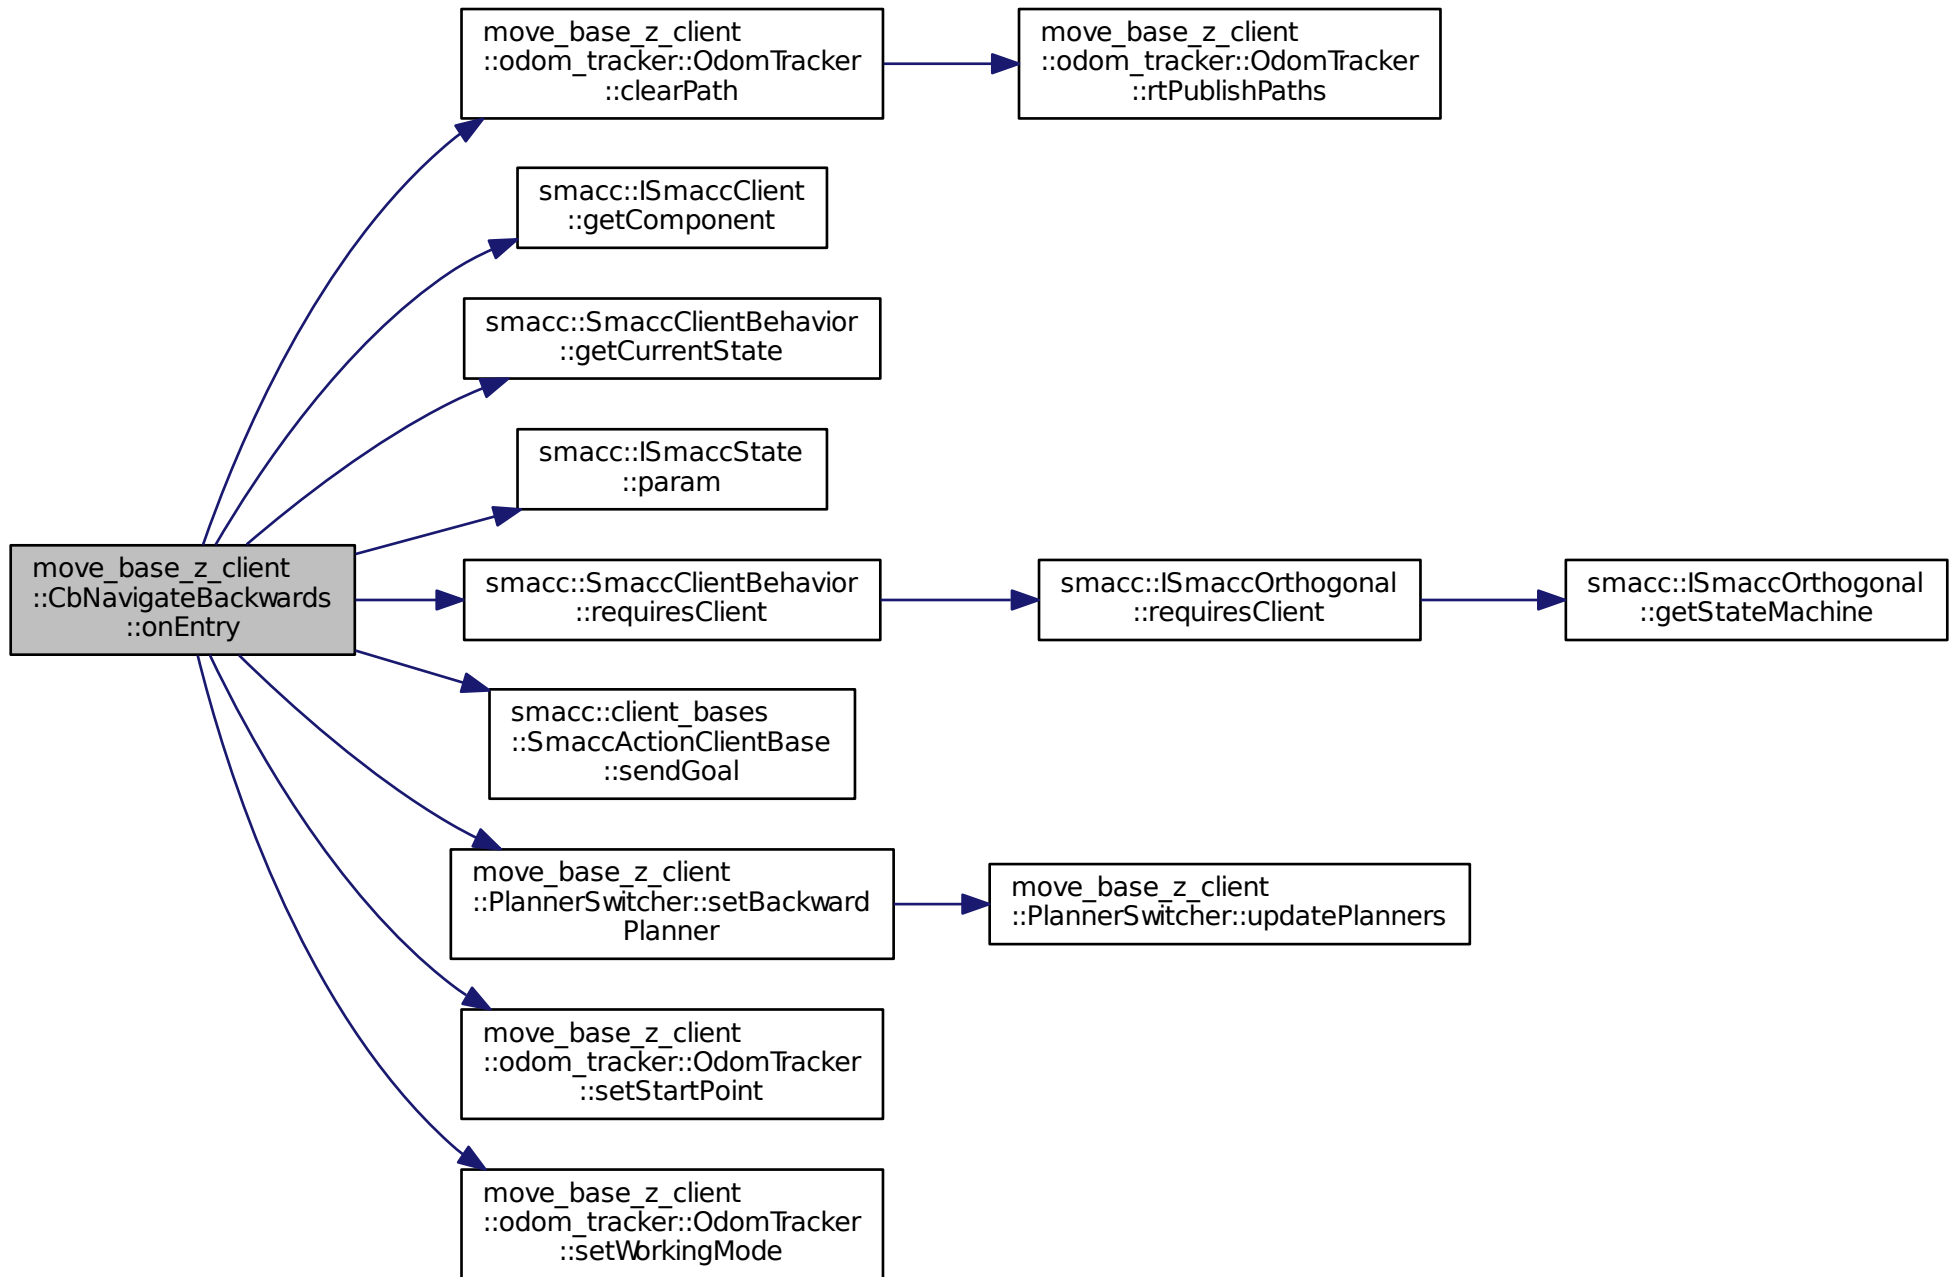 move_base_z_client
::odom_tracker::OdomTracker
::clearPath
move_base_z_client
::odom_tracker::OdomTracker
::rtPublishPaths
smacc::ISmaccClient
::getComponent
smacc::SmaccClientBehavior
::getCurrentState
smacc::ISmaccState
::param
move_base_z_client
::CbNavigateBackwards
::onEntry
smacc::SmaccClientBehavior
::requiresClient
smacc::ISmaccOrthogonal
::requiresClient
smacc::ISmaccOrthogonal
::getStateMachine
smacc::client_bases
::SmaccActionClientBase
::sendGoal
move_base_z_client
::PlannerSwitcher::setBackward
Planner
move_base_z_client
::PlannerSwitcher::updatePlanners
move_base_z_client
::odom_tracker::OdomTracker
::setStartPoint
move_base_z_client
::odom_tracker::OdomTracker
::setWorkingMode